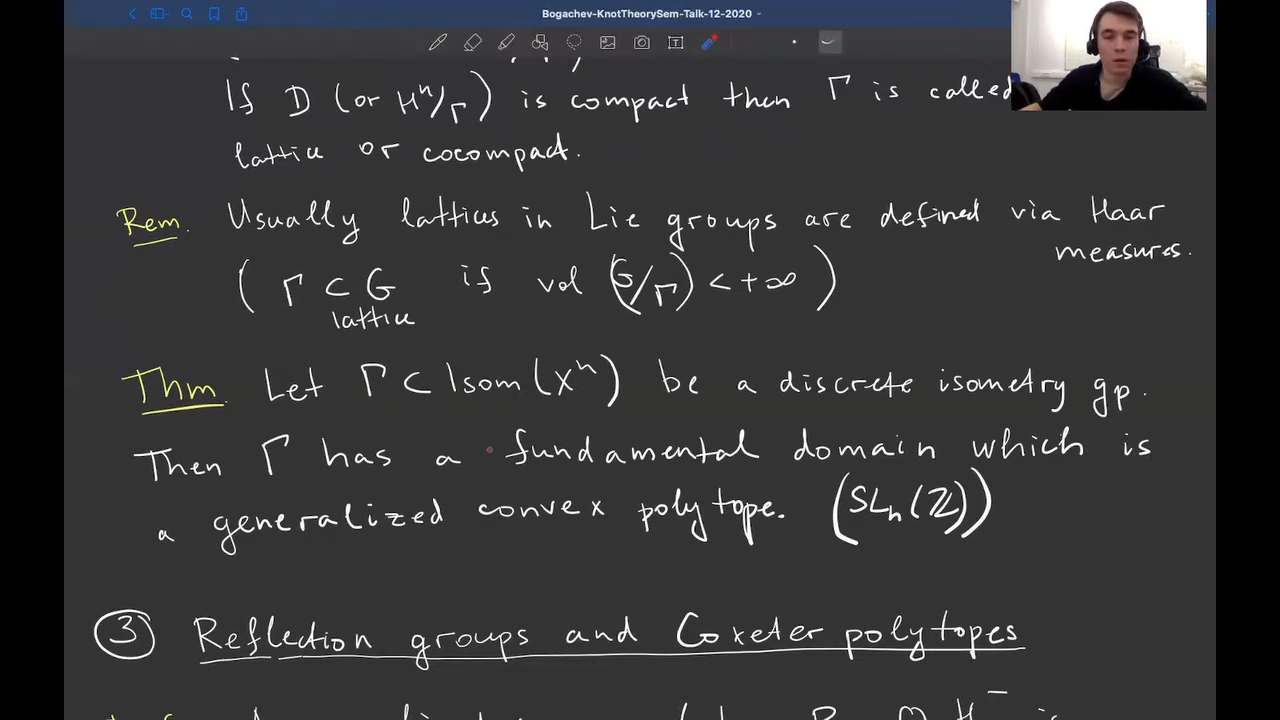 Bogachev-KnotTheorySem-Talk-12-2020
If D (or Hⁿ/Γ) is compact then Γ is called
lattice or cocompact.
Rem. Usually lattices in Lie groups are defined via Haar
measures.
( Γ ⊂ G if vol (G/Γ) < +∞ )
lattice
Thm. Let Γ ⊂ Isom(Xⁿ) be a discrete isometry gp.
Then Γ has a fundamental domain which is
a generalized convex polytope. (SLₙ(ℤ))
③ Reflection groups and Coxeter polytopes